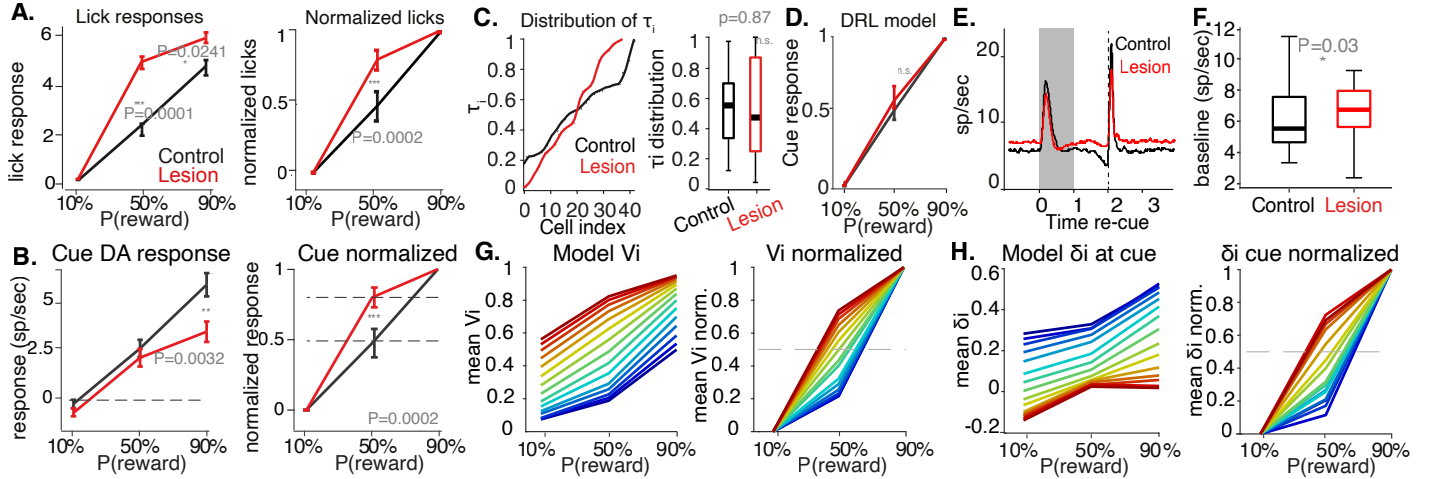 A.
Lick responses
lick response
6
4
2
0
P=0.0241
*
***
P=0.0001
Control
Lesion
10% 50% 90%
P(reward)
Normalized licks
normalized licks
1
0.5
0
***
P=0.0002
10% 50% 90%
P(reward)
B.
Cue DA response
response (sp/sec)
5
2.5
0
**
P=0.0032
10% 50% 90%
P(reward)
Cue normalized
normalized response
1
0.5
0
***
P=0.0002
10% 50% 90%
P(reward)
C.
Distribution of τi
τi
1
0.8
0.6
0.4
0.2
0
Control
Lesion
0 10 20 30 40
Cell index
p=0.87
n.s.
τi distribution
1
0.8
0.6
0.4
0.2
0
Control
Lesion
D.
DRL model
Cue response
1
0.5
0
n.s.
10% 50% 90%
P(reward)
E.
sp/sec
20
10
0
Control
Lesion
0 1 2 3
Time re-cue
F.
baseline (sp/sec)
12
10
8
6
4
2
P=0.03
*
Control Lesion
G.
Model Vi
mean Vi
1
0.8
0.6
0.4
0.2
0
10% 50% 90%
P(reward)
Vi normalized
mean Vi norm.
1
0.8
0.6
0.4
0.2
0
10% 50% 90%
P(reward)
H.
Model δi at cue
mean δi
0.6
0.4
0.2
0
-0.2
10% 50% 90%
P(reward)
δi cue normalized
mean δi norm.
1
0.8
0.6
0.4
0.2
0
10% 50% 90%
P(reward)